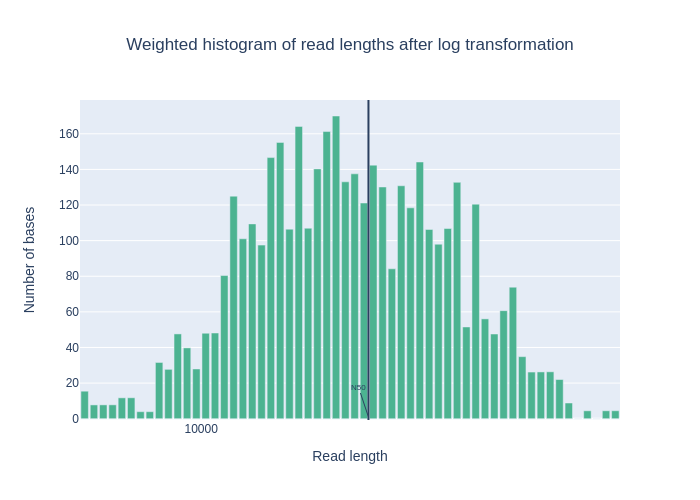 Weighted histogram of read lengths after log transformation
Number of bases
160
140
120
100
80
60
40
20
0
N50
10000
Read length